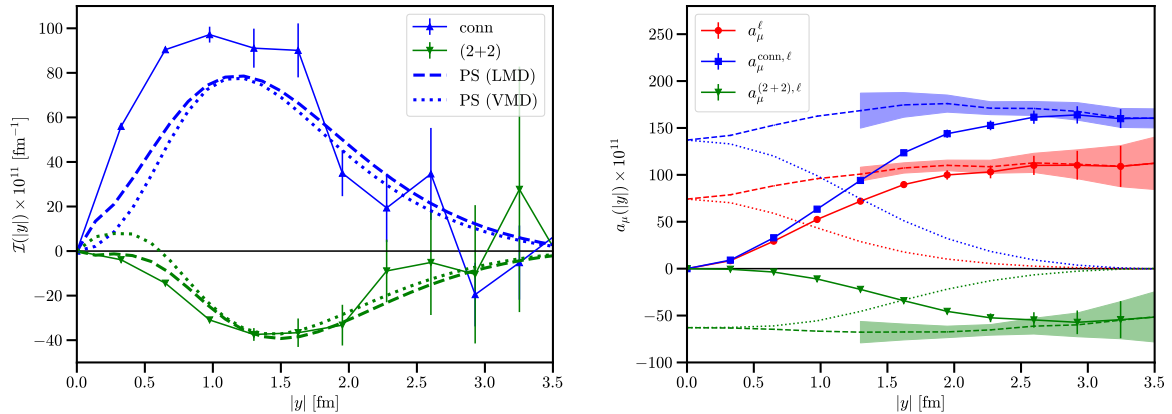 conn
(2+2)
PS (LMD)
PS (VMD)
100
80
60
40
20
0
−20
−40
0.0 0.5 1.0 1.5 2.0 2.5 3.0 3.5
|y| [fm]
I(|y|) × 10¹¹ [fm⁻¹]
a_μ^ℓ
a_μ^{conn, ℓ}
a_μ^{(2+2), ℓ}
250
200
150
100
50
0
−50
−100
0.0 0.5 1.0 1.5 2.0 2.5 3.0 3.5
|y| [fm]
a_μ(|y|) × 10¹¹